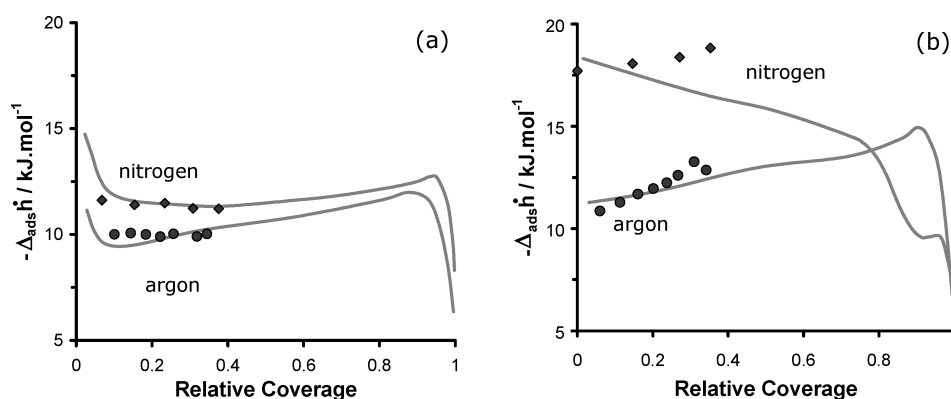 20
(a)
15
nitrogen
10
argon
5
0
0.2
0.4
0.6
0.8
1
-Δads ḣ / kJ.mol-1
Relative Coverage
20
(b)
nitrogen
15
10
argon
5
0
0.2
0.4
0.6
0.8
-Δads ḣ / kJ.mol-1
Relative Coverage